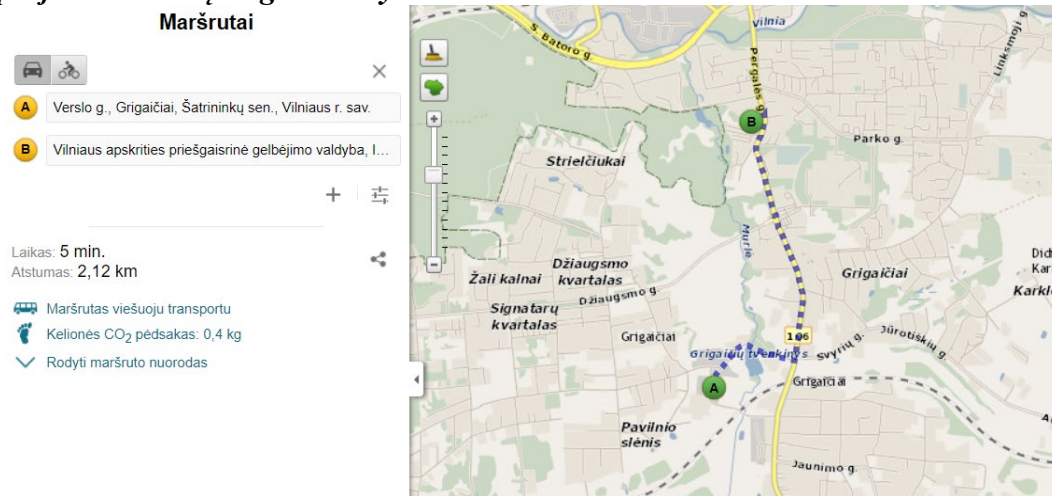 Maršrutai
A
Verslo g., Grigaičiai, Šatrininkų sen., Vilniaus r. sav.
B
Vilniaus apskrities priešgaisrinė gelbėjimo valdyba, I...
Laikas: 5 min.
Atstumas: 2,12 km
Maršrutas viešuoju transportu
Kelionės CO2 pėdsakas: 0,4 kg
Rodyti maršruto nuorodas
Vilnia
S. Batoro g.
Pergalės g.
Linksmoji g.
B
Parko g.
Strielčiukai
Murlė
Džiaugsmo
kvartalas
Žali kalnai
Džiaugsmo g.
Grigaičiai
Signatarų
kvartalas
Grigaičiai
106
Grigaičių tvenkinys
Svyrių g.
Jūrotiškių g.
Grigaičiai
A
Pavilnio
slėnis
Jaunimo g.